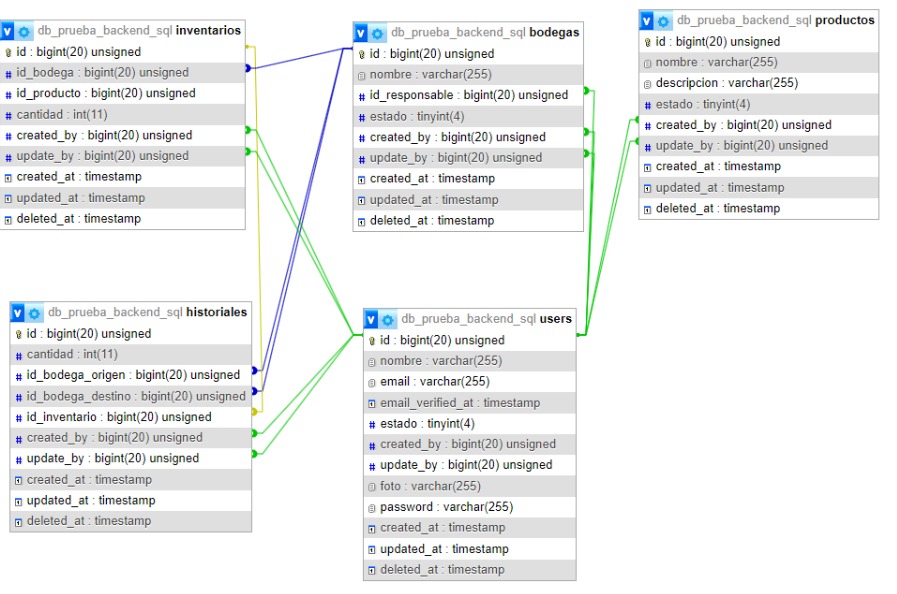 db_prueba_backend_sql inventarios
id : bigint(20) unsigned
id_bodega : bigint(20) unsigned
id_producto : bigint(20) unsigned
cantidad : int(11)
created_by : bigint(20) unsigned
update_by : bigint(20) unsigned
created_at : timestamp
updated_at : timestamp
deleted_at : timestamp
db_prueba_backend_sql bodegas
id : bigint(20) unsigned
nombre : varchar(255)
id_responsable : bigint(20) unsigned
estado : tinyint(4)
created_by : bigint(20) unsigned
update_by : bigint(20) unsigned
created_at : timestamp
updated_at : timestamp
deleted_at : timestamp
db_prueba_backend_sql productos
id : bigint(20) unsigned
nombre : varchar(255)
descripcion : varchar(255)
estado : tinyint(4)
created_by : bigint(20) unsigned
update_by : bigint(20) unsigned
created_at : timestamp
updated_at : timestamp
deleted_at : timestamp
db_prueba_backend_sql historiales
id : bigint(20) unsigned
cantidad : int(11)
id_bodega_origen : bigint(20) unsigned
id_bodega_destino : bigint(20) unsigned
id_inventario : bigint(20) unsigned
created_by : bigint(20) unsigned
update_by : bigint(20) unsigned
created_at : timestamp
updated_at : timestamp
deleted_at : timestamp
db_prueba_backend_sql users
id : bigint(20) unsigned
nombre : varchar(255)
email : varchar(255)
email_verified_at : timestamp
estado : tinyint(4)
created_by : bigint(20) unsigned
update_by : bigint(20) unsigned
foto : varchar(255)
password : varchar(255)
created_at : timestamp
updated_at : timestamp
deleted_at : timestamp